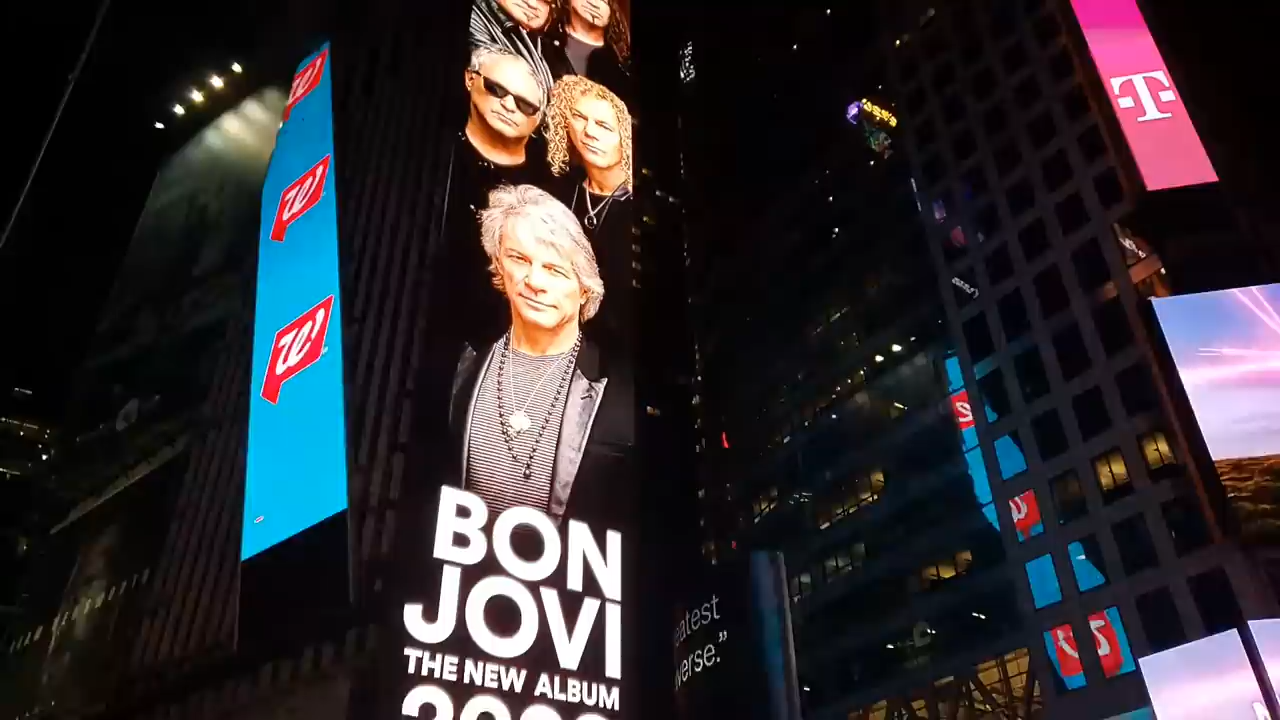 BON
JOVI
THE NEW ALBUM
T
W
W
W
verse.”